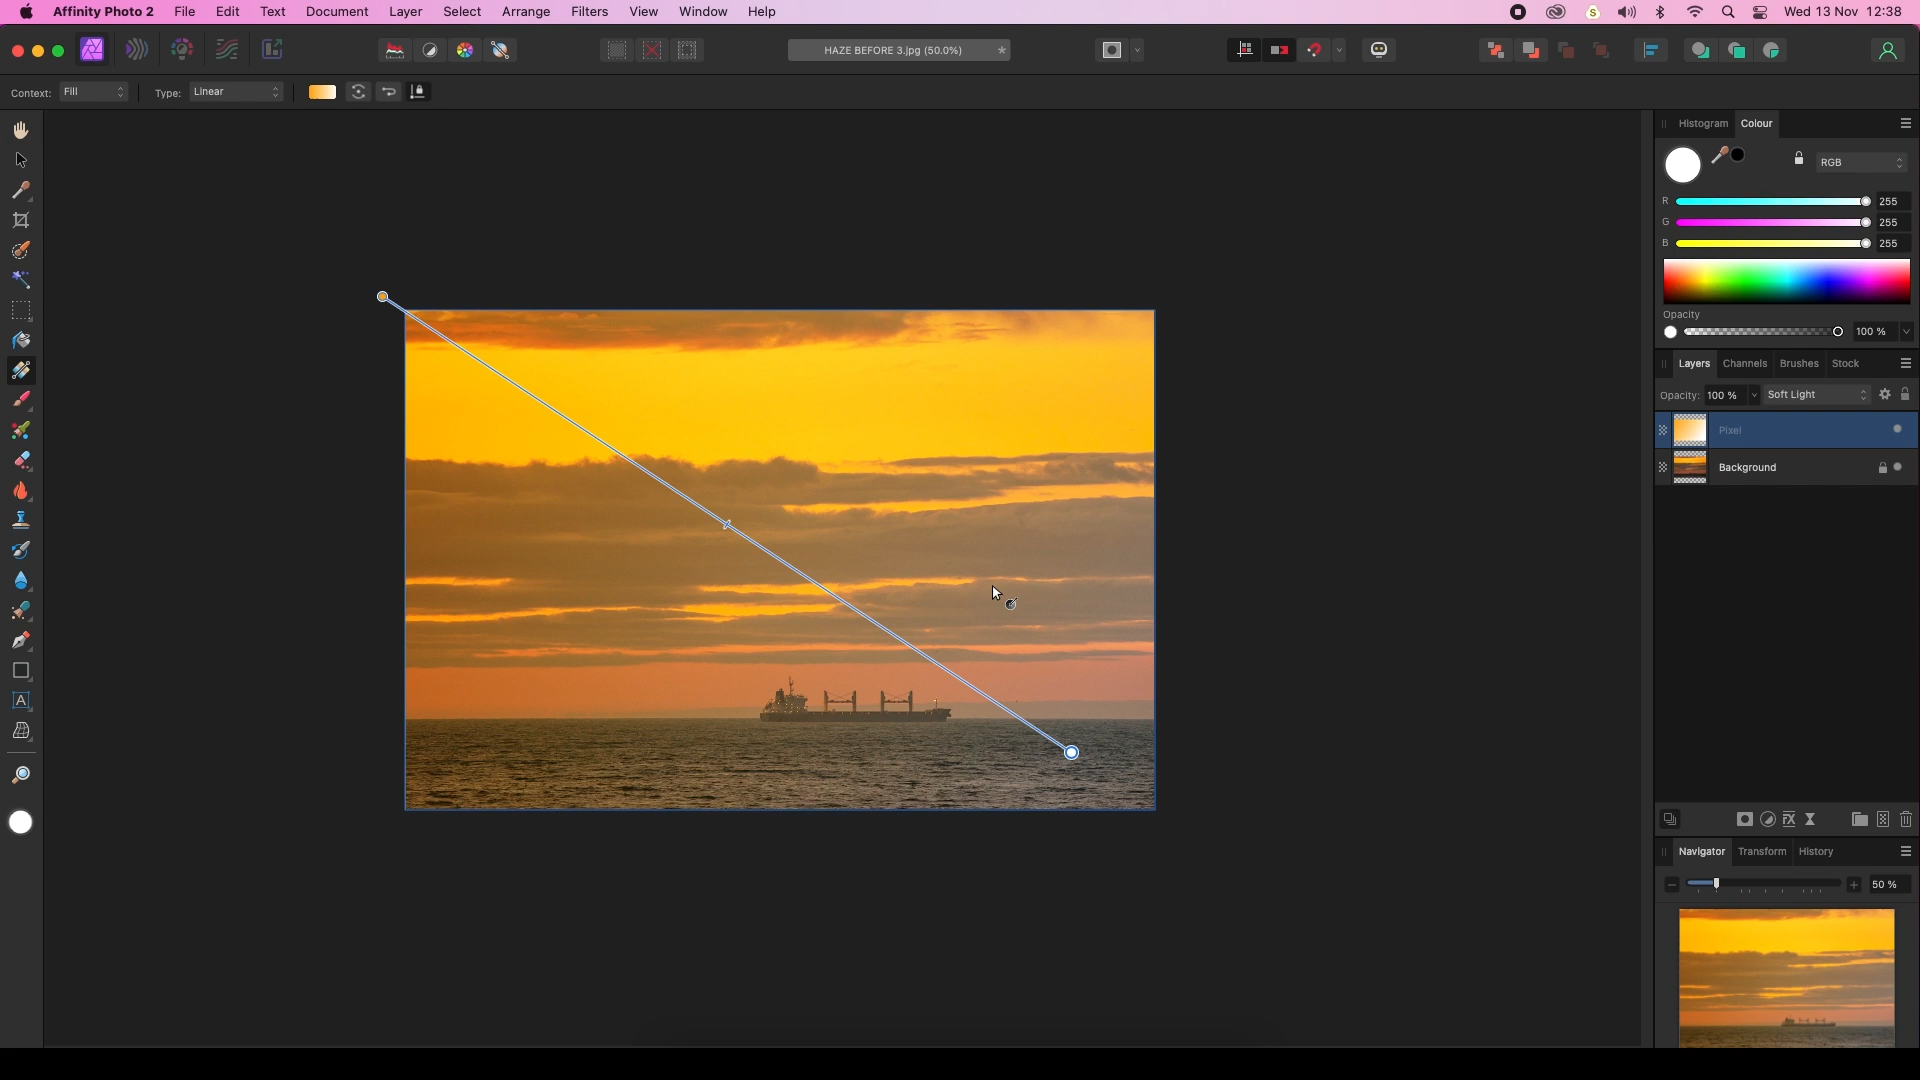 Affinity Photo 2 File Edit Text Document Layer Select Arrange Filters View Window Help S Wed 13 Nov 12:38
HAZE BEFORE 3.jpg (50.0%) *
Context: Fill Type: Linear
Histogram Colour
RGB
R 255
G 255
B 255
Opacity
100 %
Layers Channels Brushes Stock
Opacity: 100 % Soft Light
Pixel
Background
FX
A
Navigator Transform History
50 %